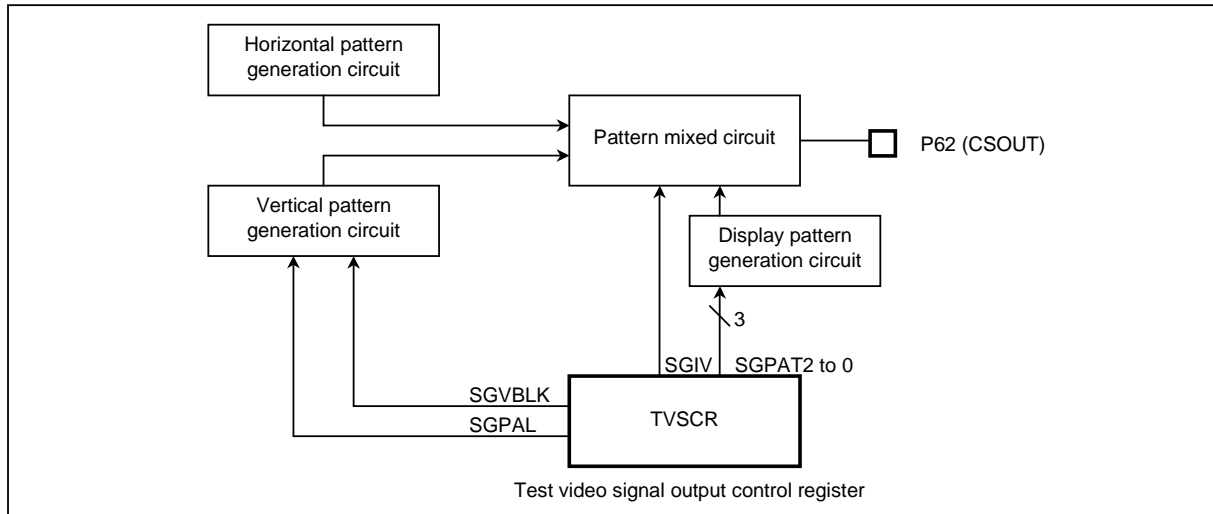 Horizontal pattern
generation circuit
Pattern mixed circuit
P62 (CSOUT)
Vertical pattern
generation circuit
Display pattern
generation circuit
3
SGIV
SGPAT2 to 0
SGVBLK
SGPAL
TVSCR
Test video signal output control register